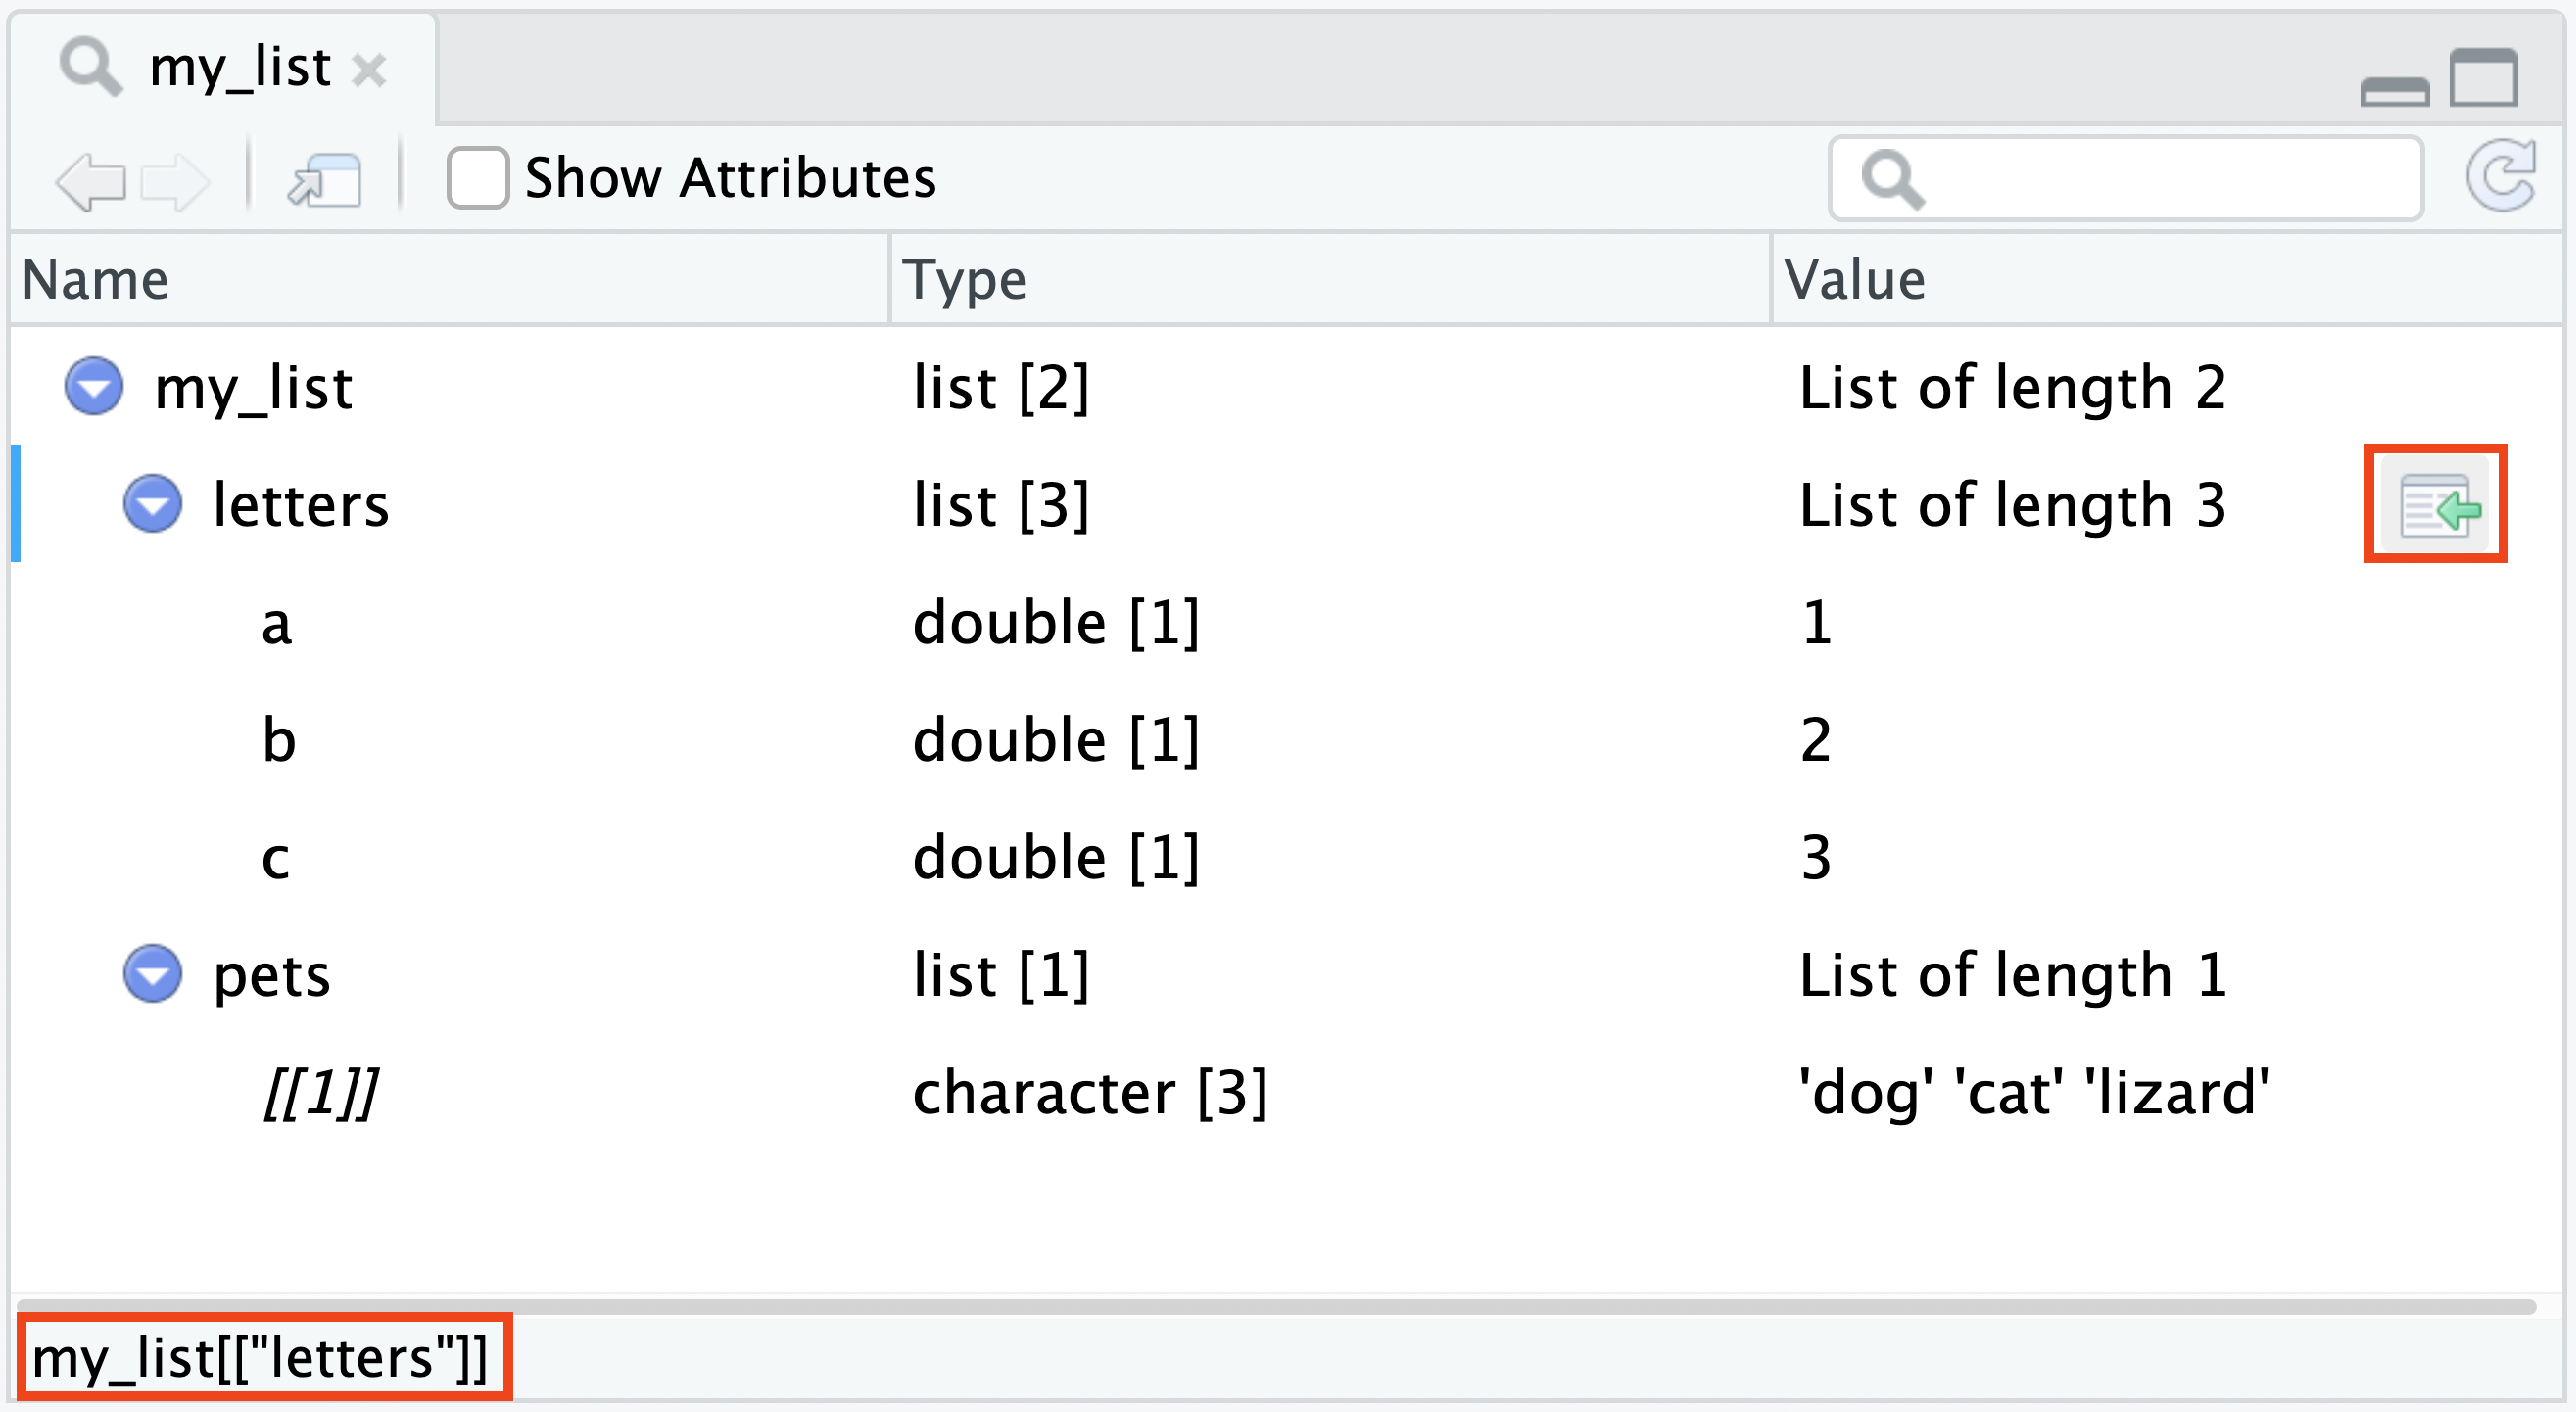 my_list
Show Attributes
Name Type Value
my_list list [2] List of length 2
letters list [3] List of length 3
a double [1] 1
b double [1] 2
c double [1] 3
pets list [1] List of length 1
[[1]] character [3] 'dog' 'cat' 'lizard'
my_list[["letters"]]